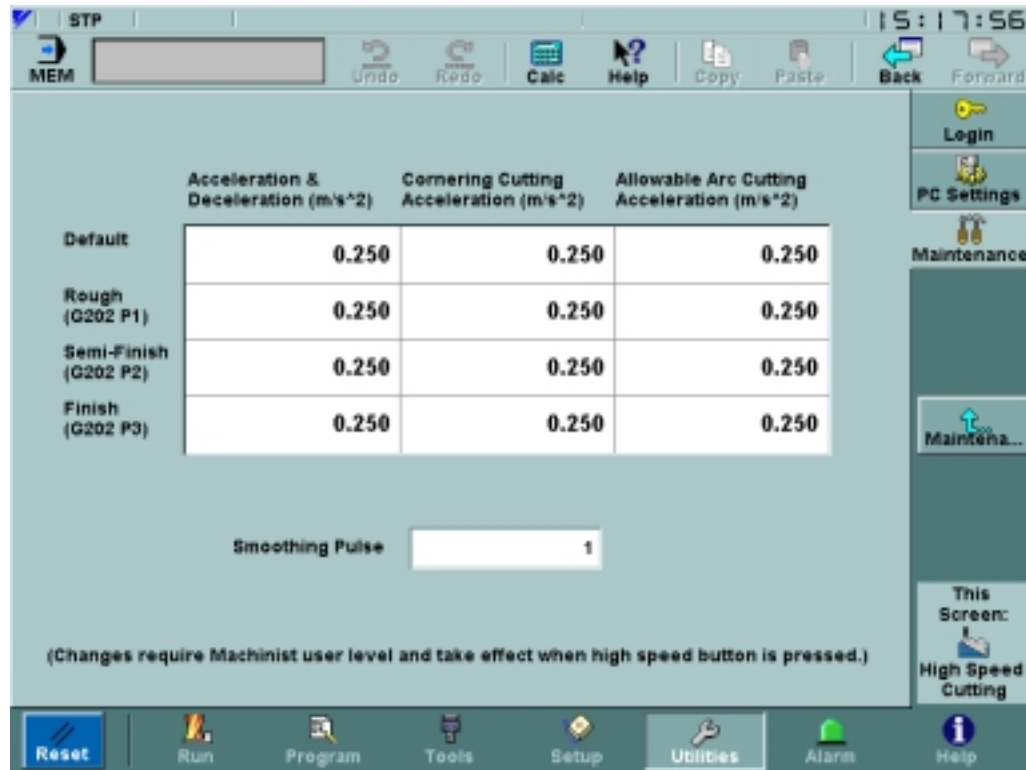 STP
15:17:56
MEM
Undo
Redo
Calc
Help
Copy
Paste
Back
Forward
Login
PC Settings
Maintenance
Acceleration &
Deceleration (m/s^2)
Cornering Cutting
Acceleration (m/s^2)
Allowable Arc Cutting
Acceleration (m/s^2)
Default
0.250
0.250
0.250
Rough
(G202 P1)
0.250
0.250
0.250
Semi-Finish
(G202 P2)
0.250
0.250
0.250
Finish
(G202 P3)
0.250
0.250
0.250
Maintena...
Smoothing Pulse
1
This
Screen:
High Speed
Cutting
(Changes require Machinist user level and take effect when high speed button is pressed.)
Reset
Run
Program
Tools
Setup
Utilities
Alarm
Help